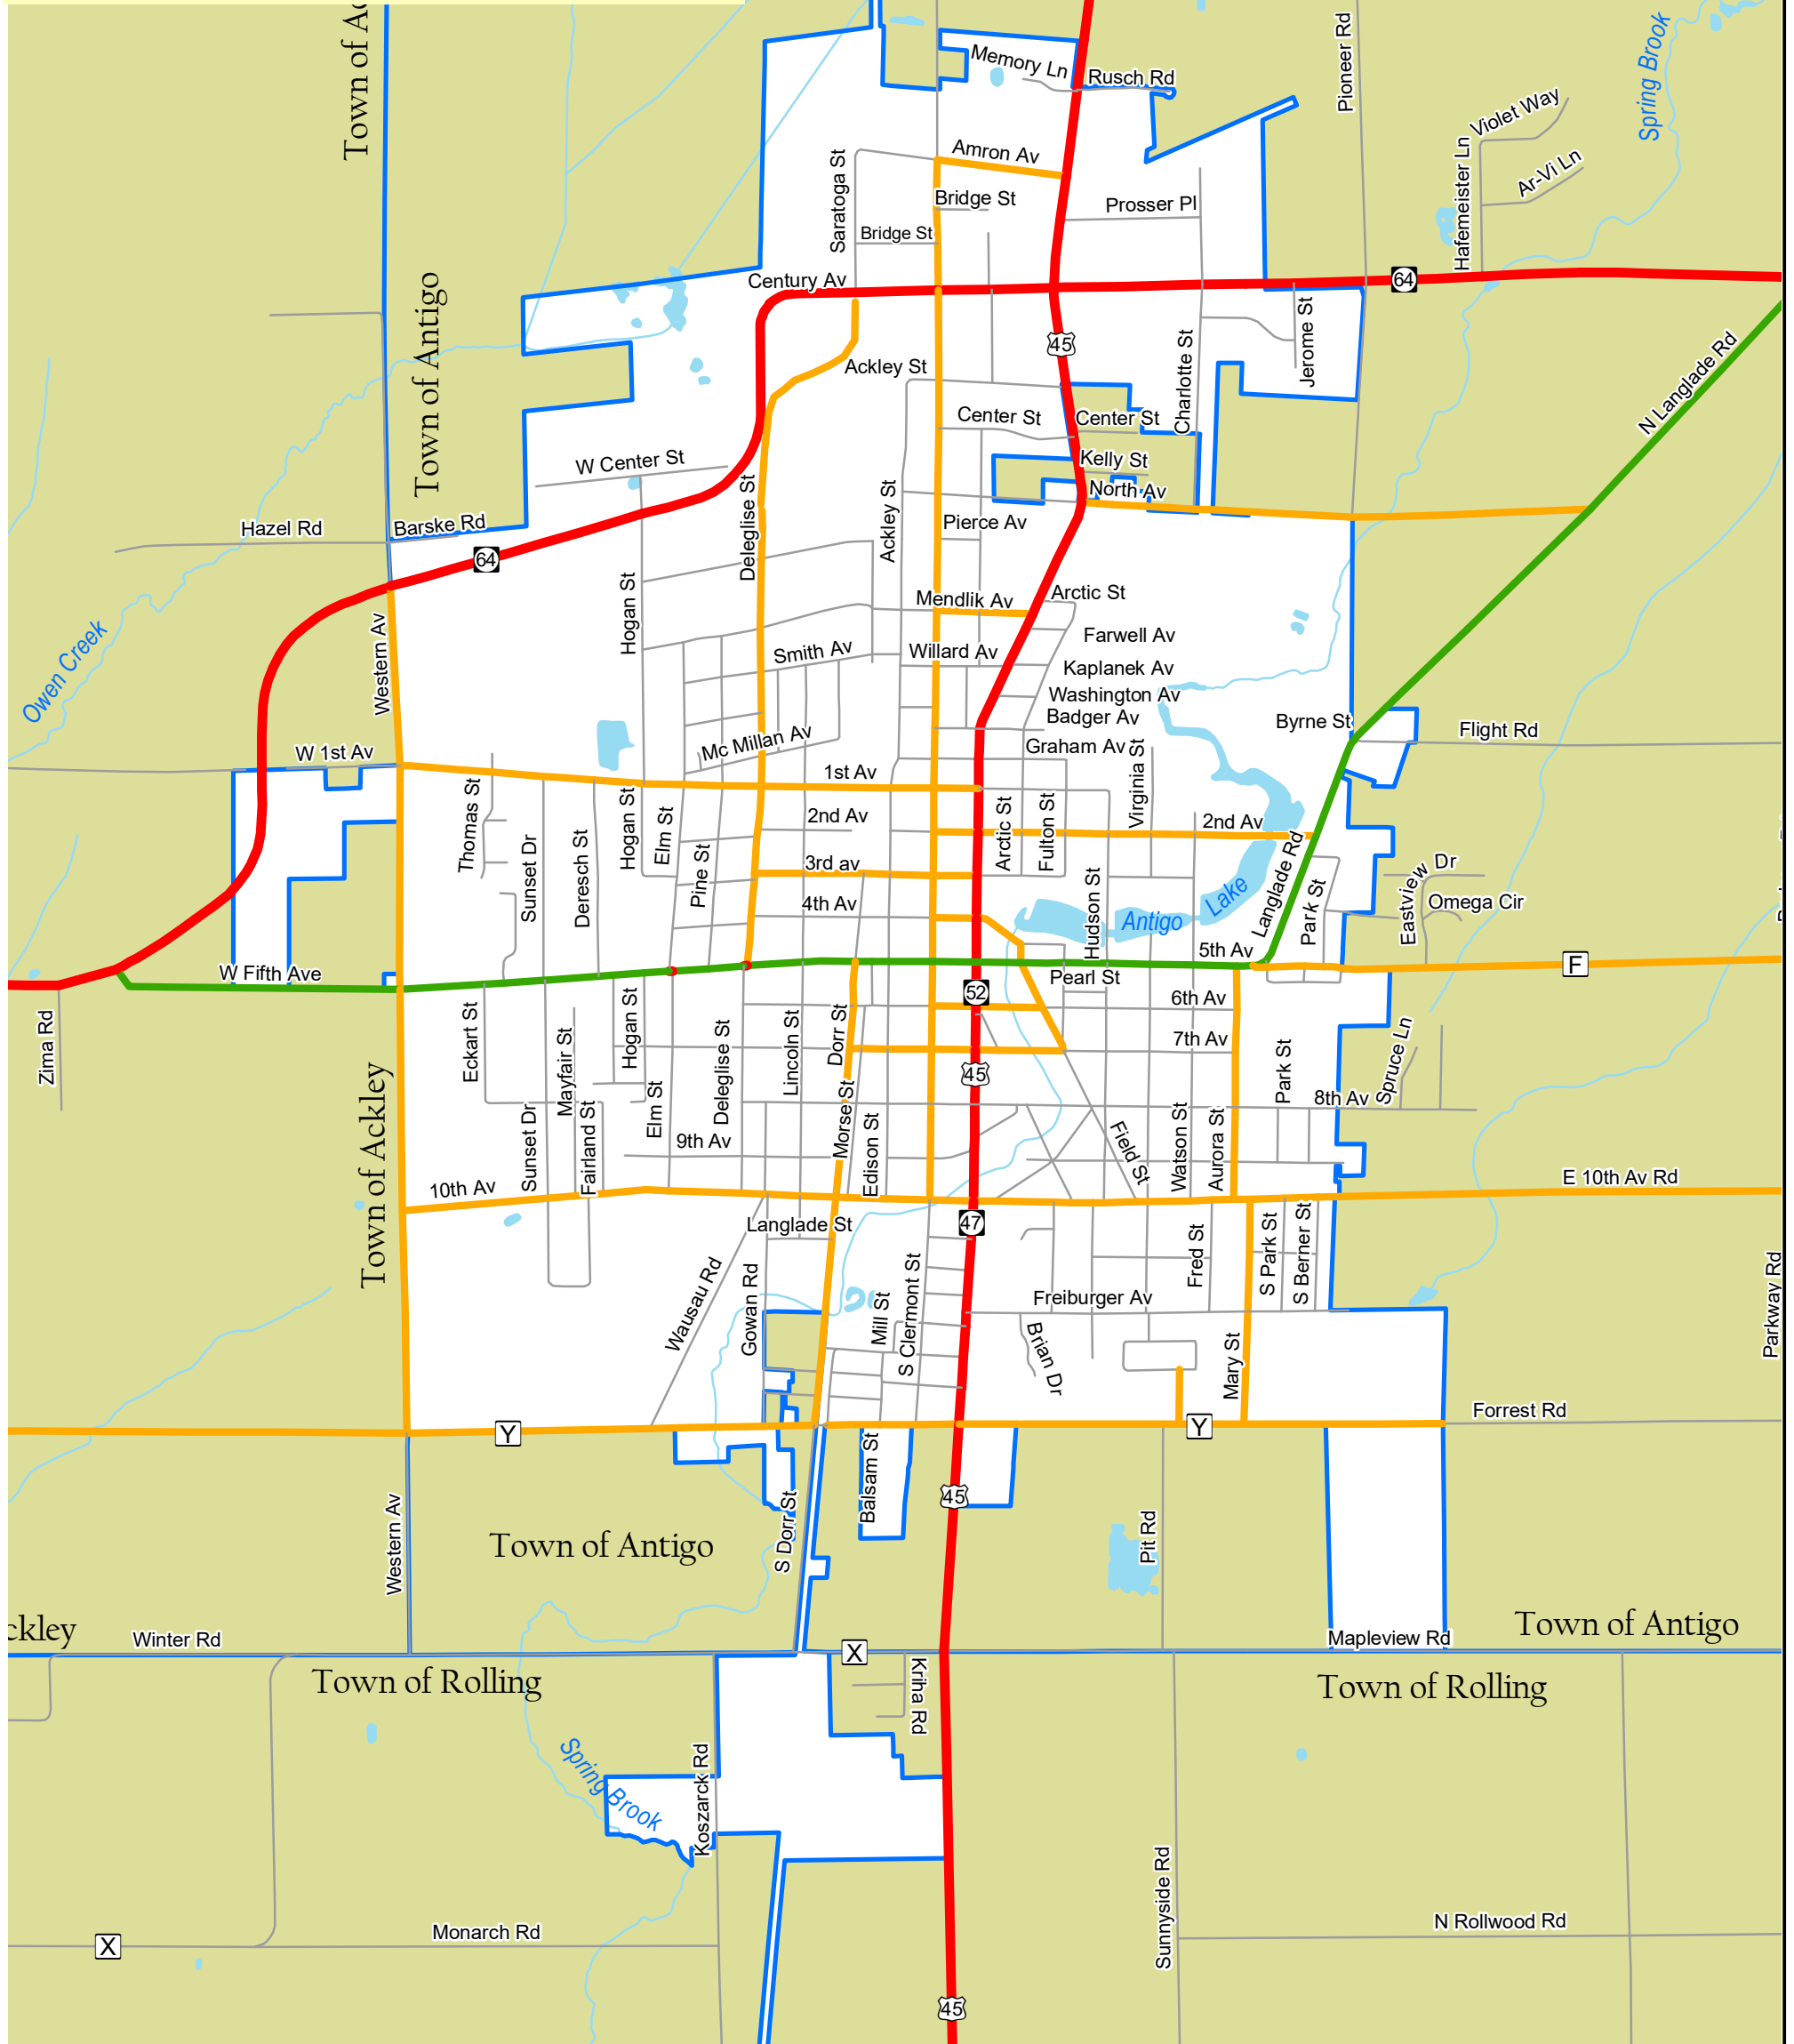 Town of Ac
Memory Ln
Rusch Rd
Pioneer Rd
Spring Brook
Violet Way
Hafemeister Ln
Ar-Vi Ln
Amron Av
Saratoga St
Bridge St
Prosser Pl
Bridge St
Century Av
64
Town of Antigo
45
Jerome St
Charlotte St
N Langlade Rd
Ackley St
Center St
Center St
W Center St
Kelly St
North Av
Deleglise St
Ackley St
Hazel Rd
Barske Rd
Pierce Av
64
Hogan St
Mendlik Av
Arctic St
Western Av
Owen Creek
Farwell Av
Smith Av
Willard Av
Kaplanek Av
Washington Av
Badger Av
Byrne St
Flight Rd
Mc Millan Av
Graham Av
Virginia St
W 1st Av
1st Av
Thomas St
Hogan St
Elm St
2nd Av
Arctic St
Fulton St
2nd Av
Sunset Dr
Deresch St
Pine St
3rd av
Hudson St
Langlade Rd
Park St
Eastview Dr
Omega Cir
4th Av
Antigo
Lake
5th Av
F
W Fifth Ave
Pearl St
52
6th Av
Zima Rd
Eckart St
Mayfair St
Hogan St
Deleglise St
Lincoln St
Dorr St
7th Av
45
Park St
Spruce Ln
8th Av
Town of Ackley
Sunset Dr
Fairland St
Elm St
9th Av
Morse St
Edison St
Field St
Watson St
Aurora St
10th Av
E 10th Av Rd
Langlade St
47
Fred St
S Park St
S Berner St
Wausau Rd
Gowan Rd
Mill St
S Clermont St
Freiburger Av
Brian Dr
Mary St
Parkway Rd
Y
Y
Forrest Rd
Western Av
Balsam St
45
S Dorr St
Pit Rd
Town of Antigo
ckley
Winter Rd
X
Mapleview Rd
Town of Antigo
Town of Rolling
Kriha Rd
Town of Rolling
Spring Brook
Koszarck Rd
Sunnyside Rd
X
Monarch Rd
N Rollwood Rd
45